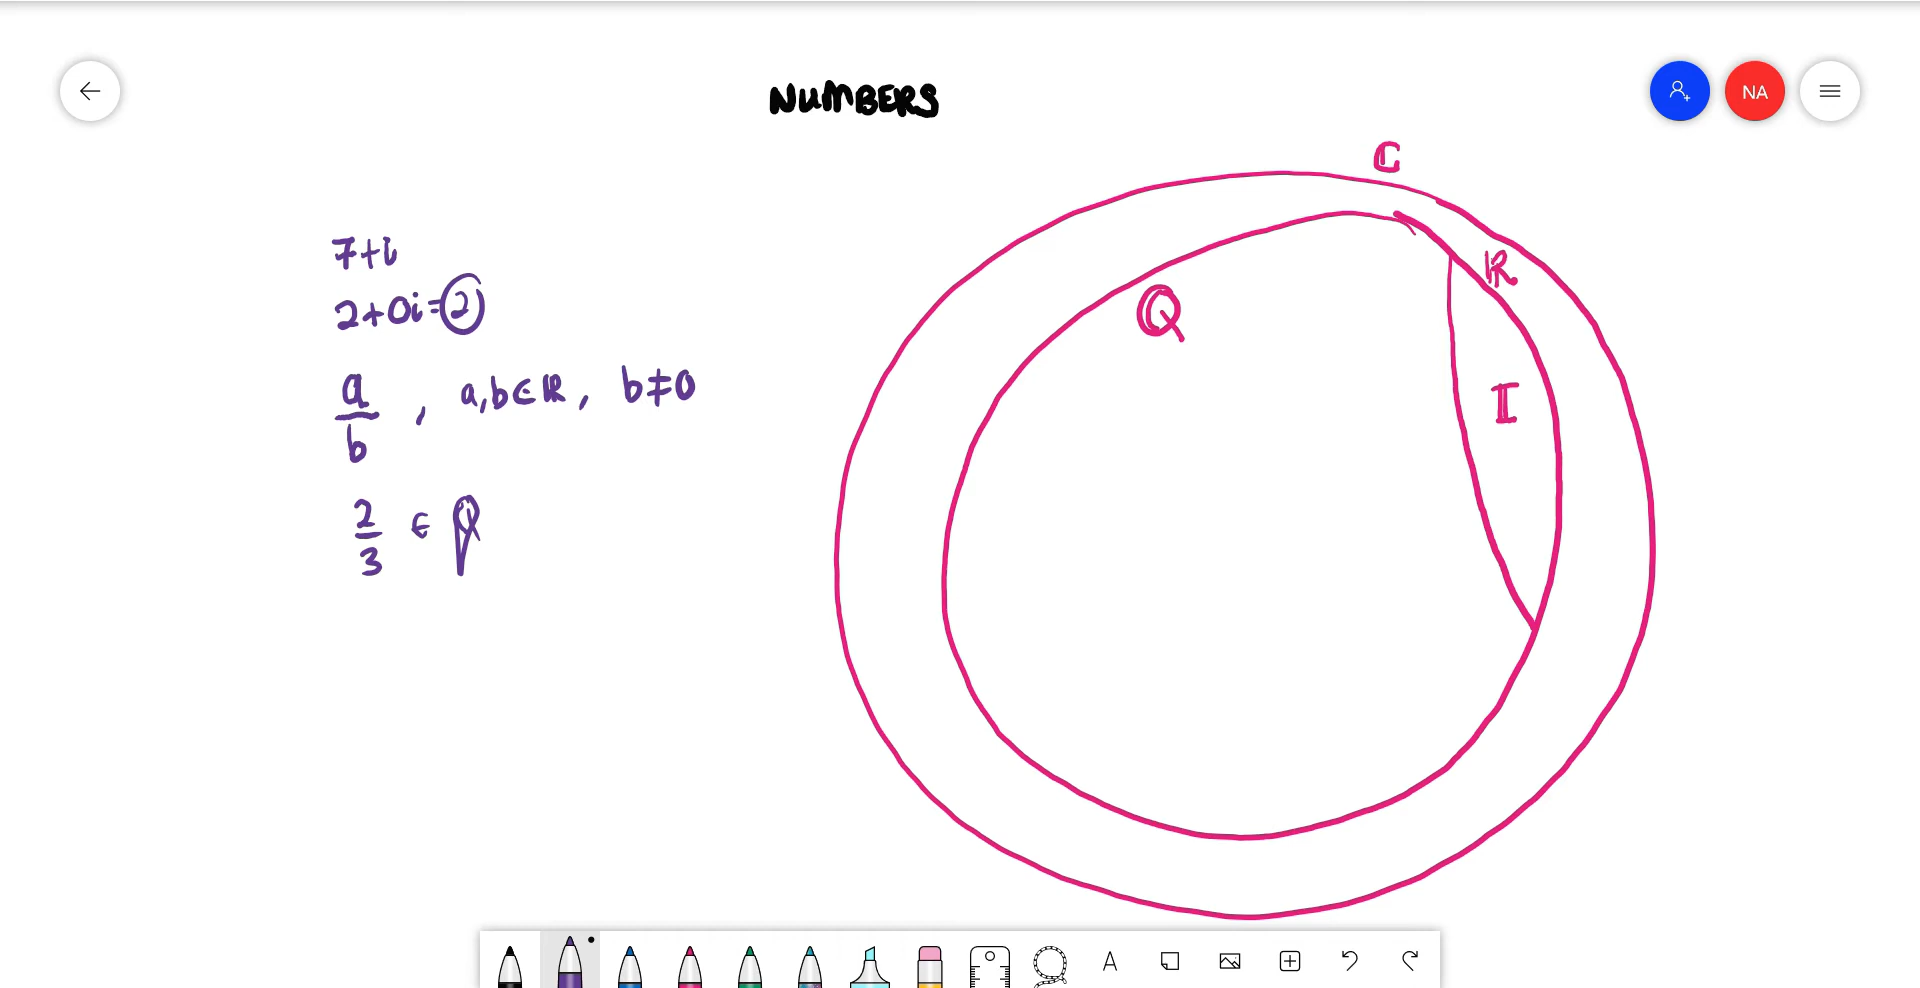 NUMBERS
NA
C
R
Q
I
7+i
2+0i=2
a/b , a,b∈R, b≠0
2/3 ∈ Q
A